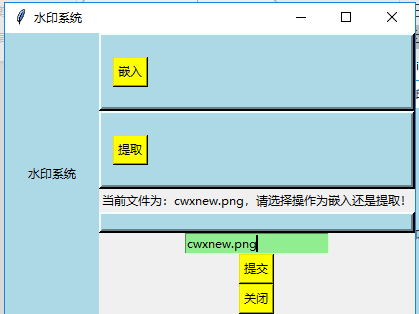 水印系统
嵌入
提取
水印系统
当前文件为：cwxnew.png，请选择操作为嵌入还是提取！
cwxnew.png
提交
关闭